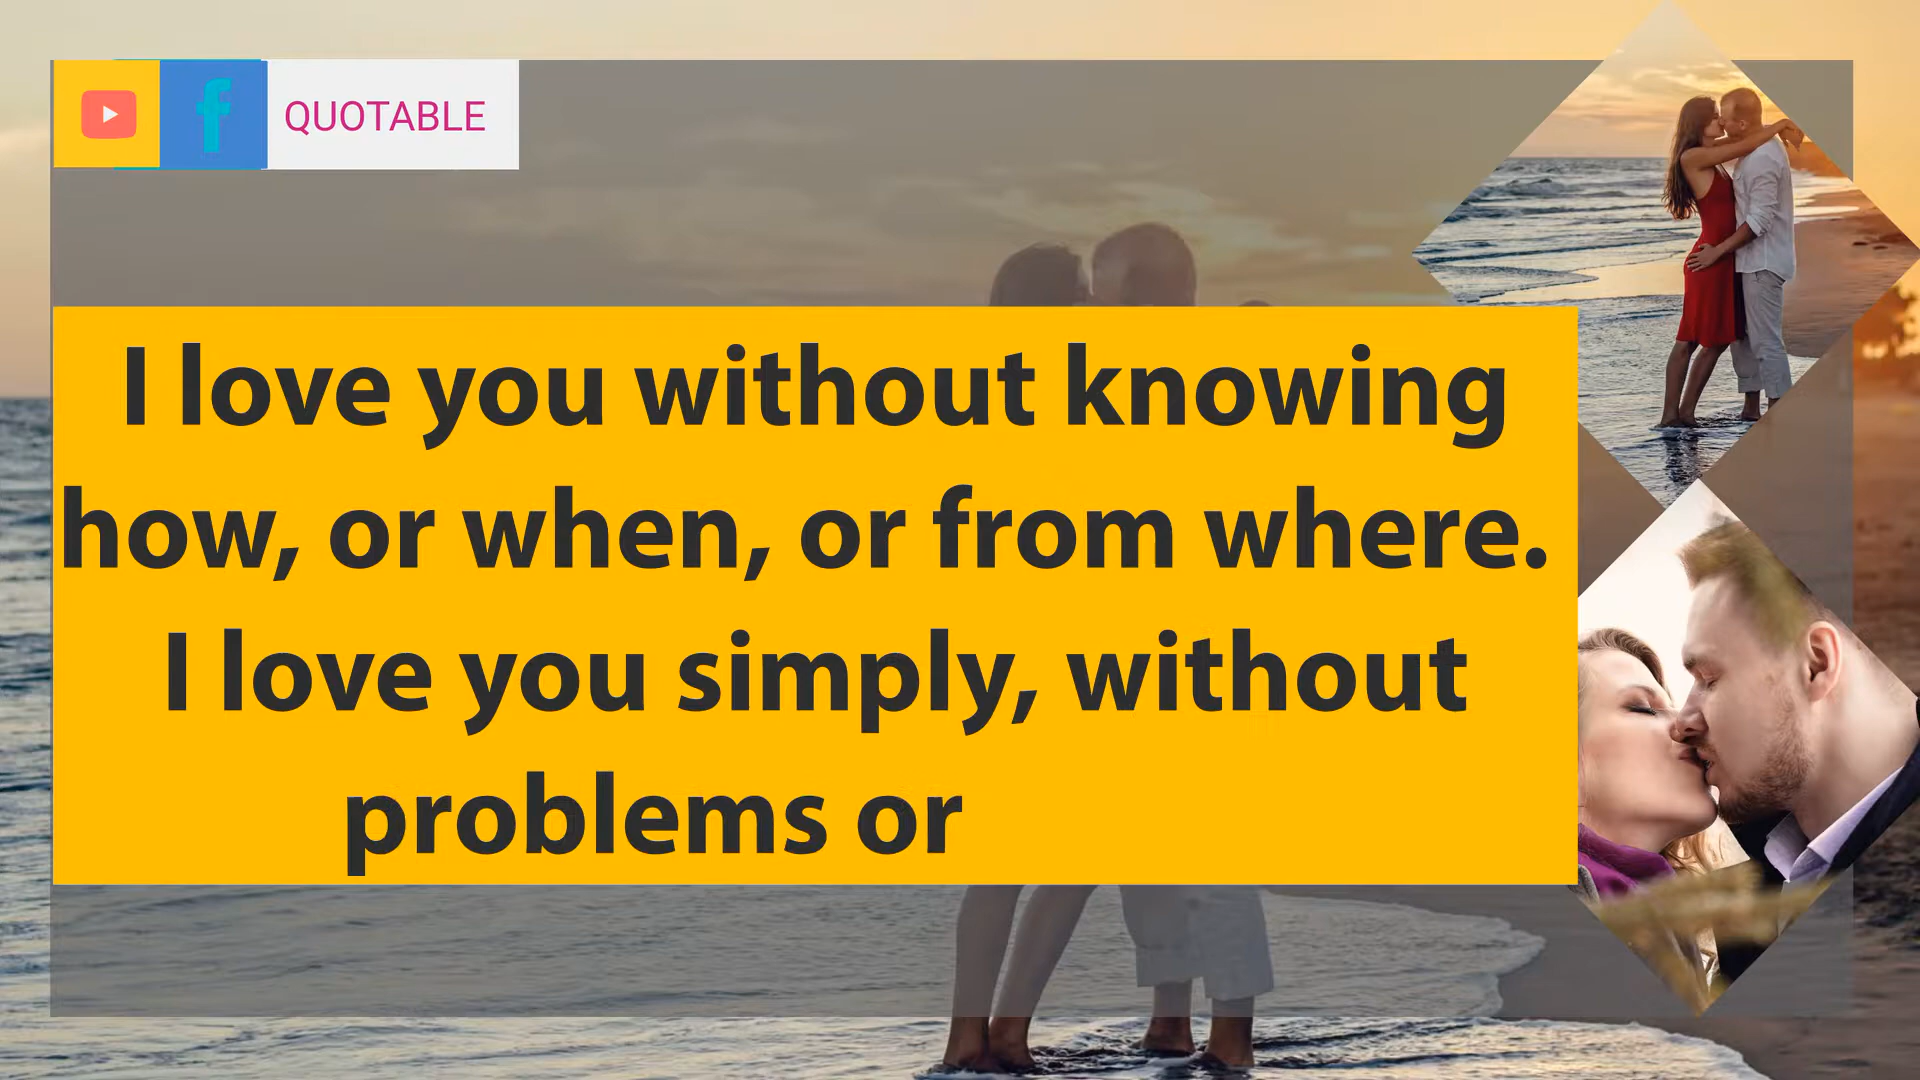 QUOTABLE
I love you without knowing
how, or when, or from where.
I love you simply, without
problems or